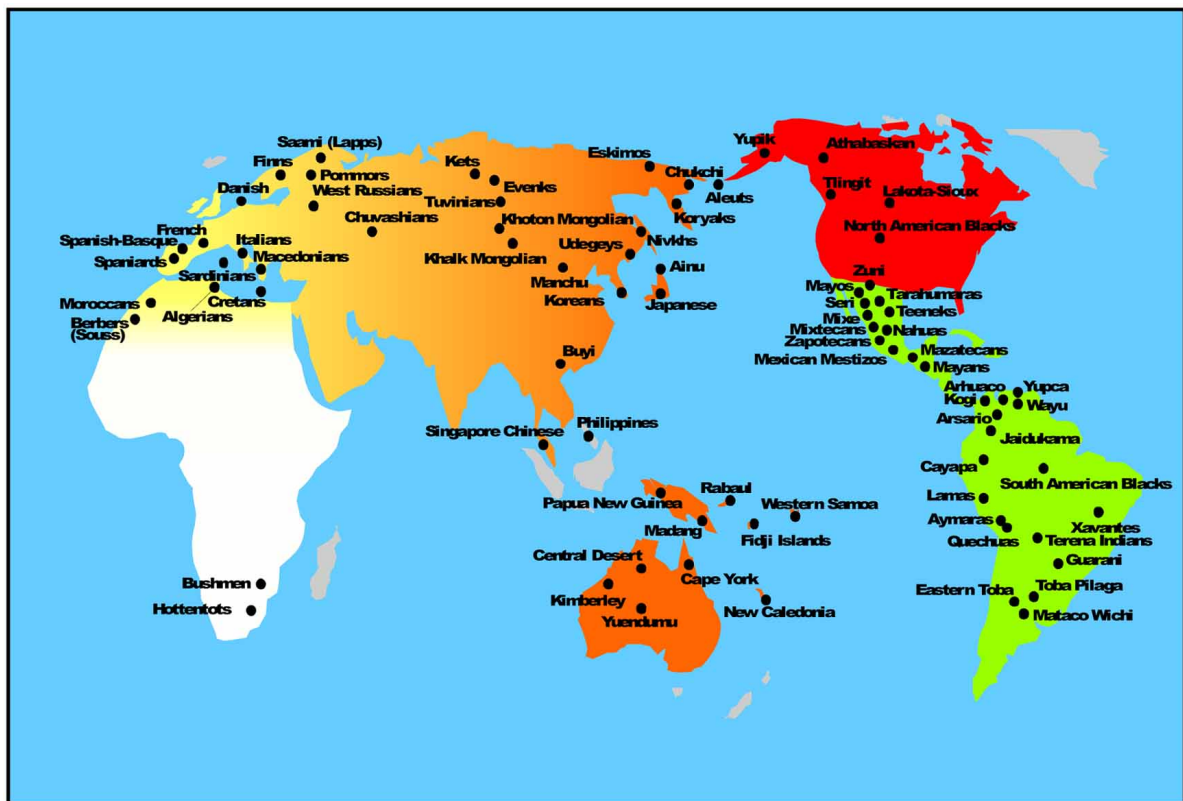 Saami (Lapps)
Finns
Pommors
Danish
West Russians
French
Spanish-Basque
Spaniards
Italians
Macedonians
Sardinians
Cretans
Moroccans
Algerians
Berbers
(Souss)
Chuvashians
Kets
Evenks
Tuvinians
Khoton Mongolian
Khalk Mongolian
Eskimos
Chukchi
Aleuts
Koryaks
Nivkhs
Udegeys
Ainu
Manchu
Koreans
Japanese
Buyi
Singapore Chinese
Philippines
Papua New Guinea
Rabaul
Western Samoa
Madang
Fidji Islands
Central Desert
Cape York
Kimberley
New Caledonia
Yuendumu
Bushmen
Hottentots
Yupik
Athabaskan
Tlingit
Lakota-Sioux
North American Blacks
Zuni
Mayos
Tarahumaras
Seri
Teeneks
Mixe
Mixtecans
Nahuas
Zapotecans
Mazatecans
Mexican Mestizos
Mayans
Arhuaco
Yupca
Kogi
Wayu
Arsario
Jaidukama
Cayapa
South American Blacks
Lamas
Aymaras
Xavantes
Quechuas
Terena Indians
Guarani
Eastern Toba
Toba Pilaga
Mataco Wichi